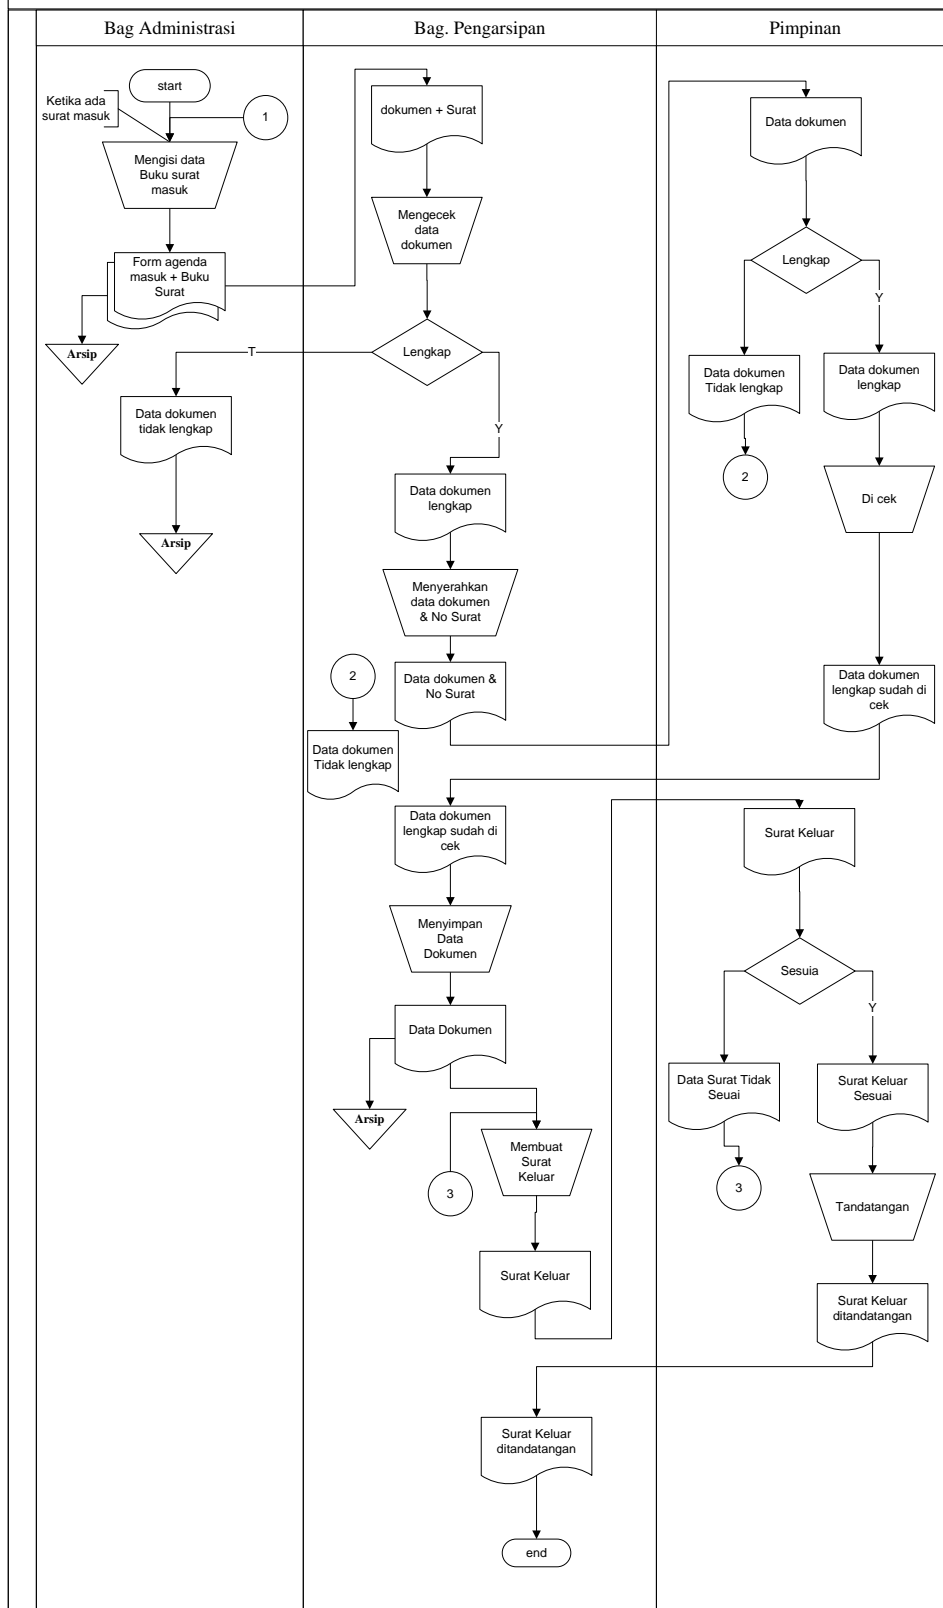 Bag Administrasi
Bag. Pengarsipan
Pimpinan
start
Ketika ada
surat masuk
1
Mengisi data
Buku surat
masuk
Form agenda
masuk + Buku
Surat
Arsip
T
Data dokumen
tidak lengkap
Arsip
dokumen + Surat
Mengecek
data
dokumen
Lengkap
Y
Data dokumen
lengkap
Menyerahkan
data dokumen
& No Surat
2
Data dokumen &
No Surat
Data dokumen
Tidak lengkap
Data dokumen
lengkap sudah di
cek
Menyimpan
Data
Dokumen
Data Dokumen
Arsip
3
Membuat
Surat
Keluar
Surat Keluar
Surat Keluar
ditandatangan
end
Data dokumen
Lengkap
Y
Data dokumen
Tidak lengkap
Data dokumen
lengkap
2
Di cek
Data dokumen
lengkap sudah di
cek
Surat Keluar
Sesuia
Y
Data Surat Tidak
Seuai
Surat Keluar
Sesuai
3
Tandatangan
Surat Keluar
ditandatangan